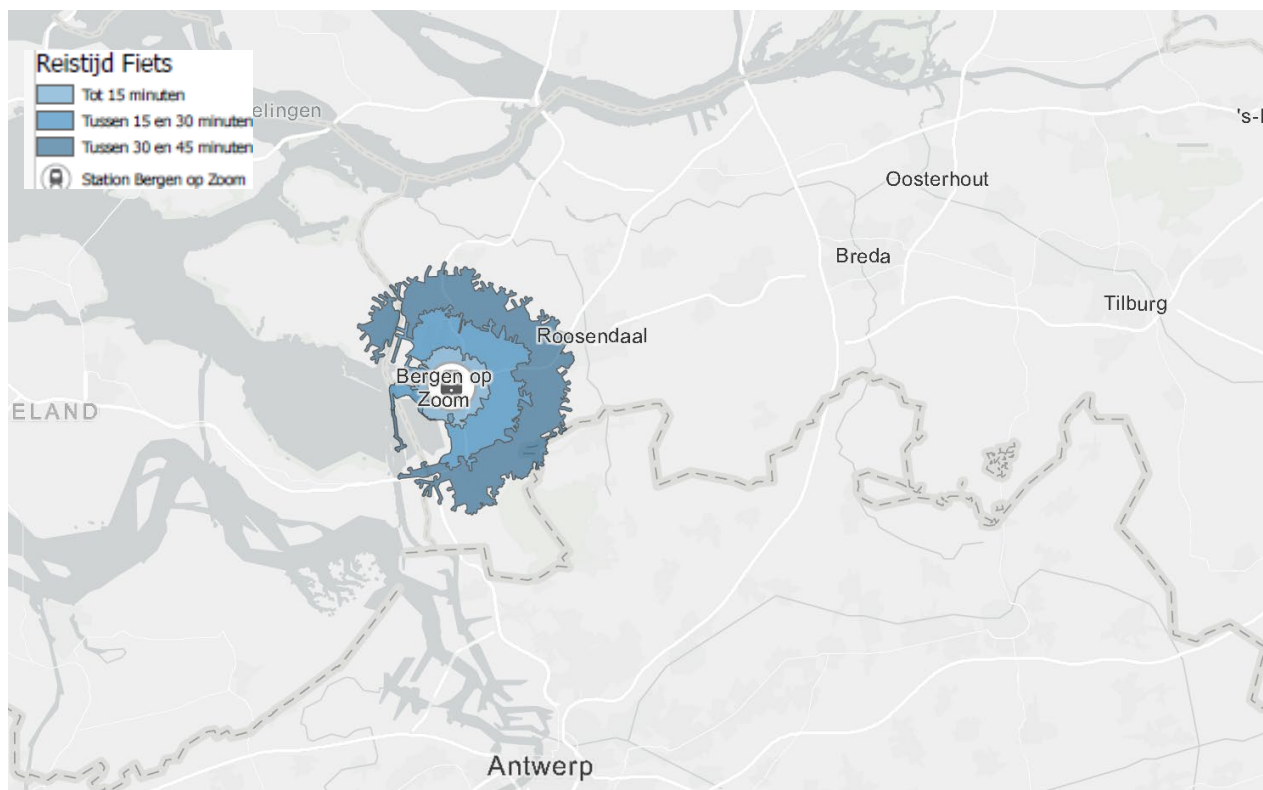 Reistijd Fiets
Tot 15 minuten
Tussen 15 en 30 minuten
Tussen 30 en 45 minuten
Station Bergen op Zoom
elingen
's-H
Oosterhout
Breda
Tilburg
Roosendaal
Bergen op
Zoom
ELAND
Antwerp